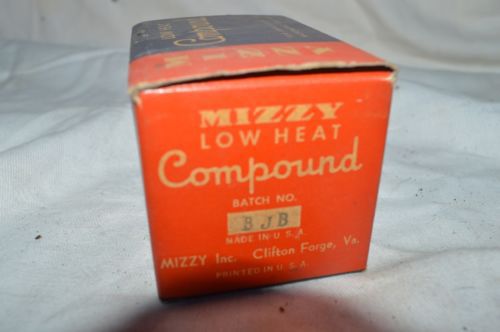 MIZZY
LOW HEAT
Compound
BATCH NO.
BJB
MADE IN U.S.A.
MIZZY Inc. Clifton Forge, Va.
PRINTED IN U.S.A.